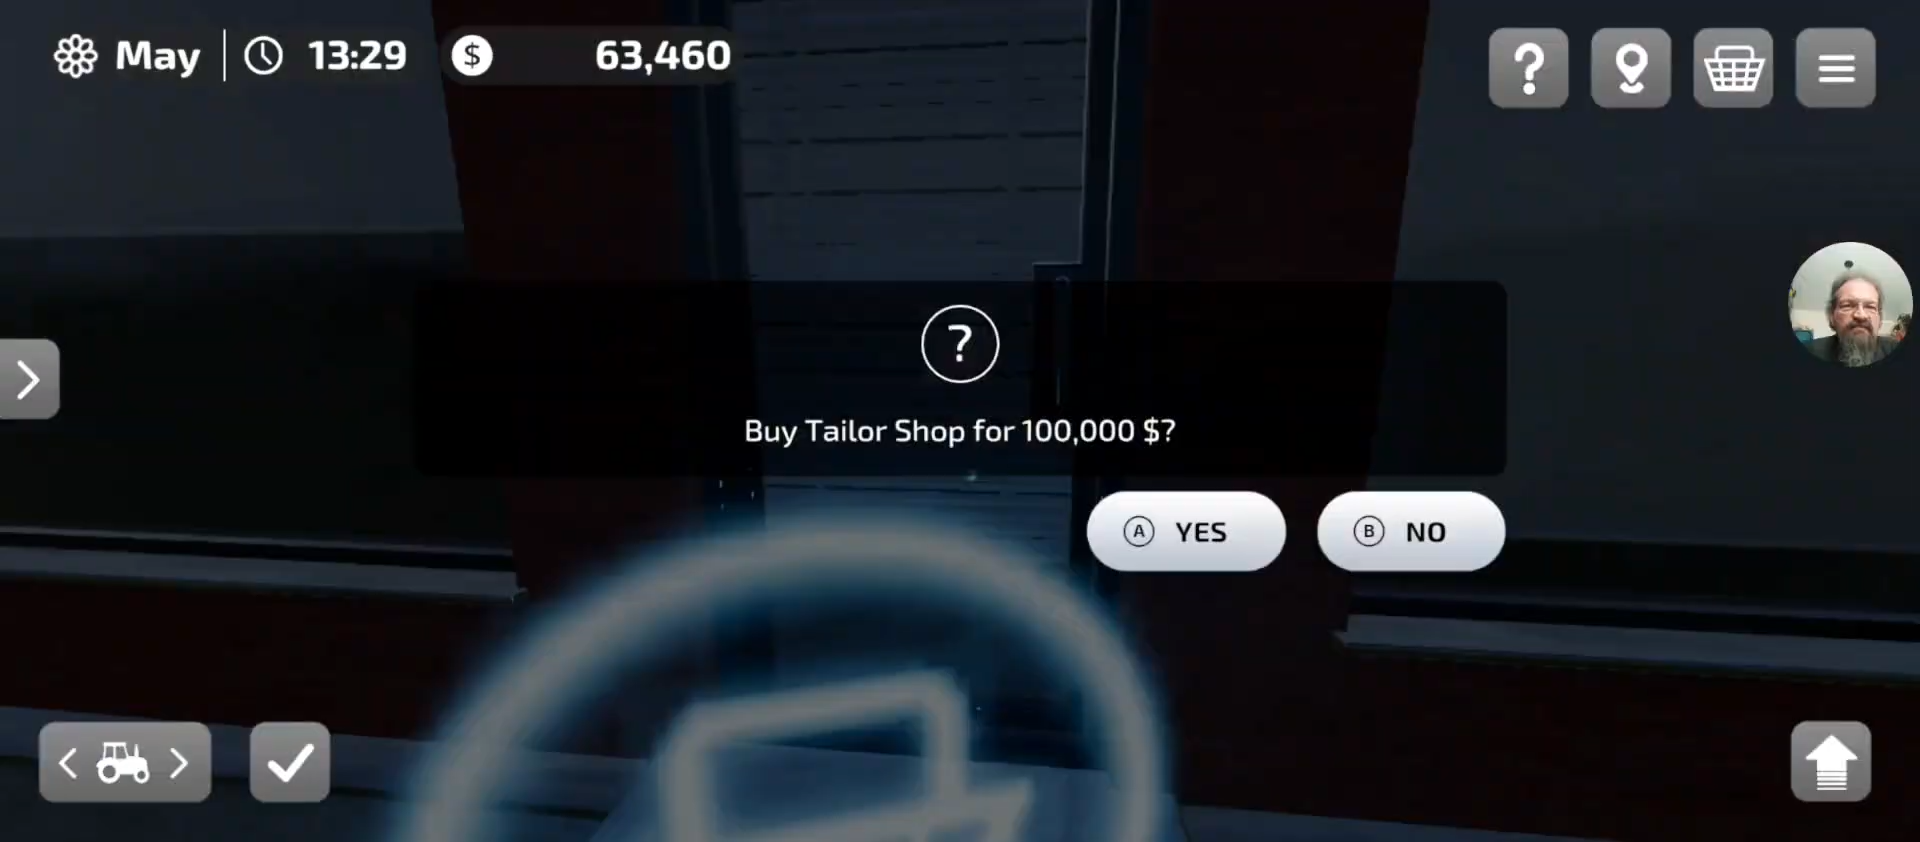 May 13:29 $ 63,460
?
?
Buy Tailor Shop for 100,000 $?
A YES B NO